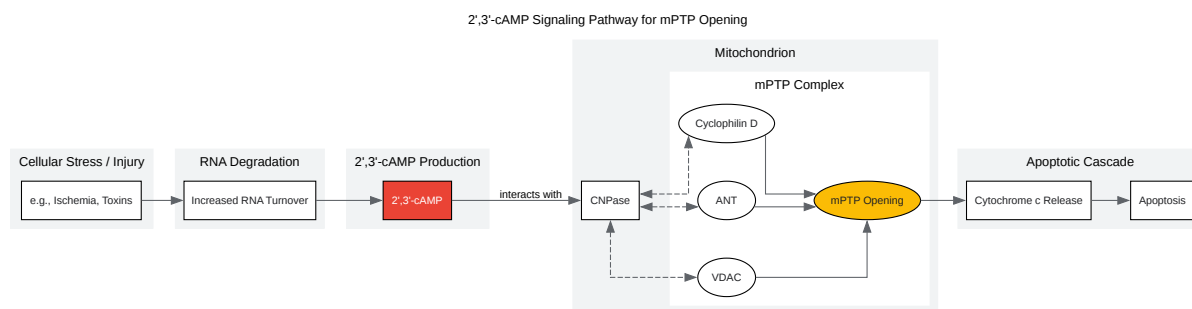 2',3'-cAMP Signaling Pathway for mPTP Opening
Mitochondrion
mPTP Complex
Cyclophilin D
Cellular Stress / Injury
RNA Degradation
2',3'-cAMP Production
Apoptotic Cascade
e.g., Ischemia, Toxins
Increased RNA Turnover
2',3'-cAMP
interacts with
CNPase
ANT
mPTP Opening
Cytochrome c Release
Apoptosis
VDAC